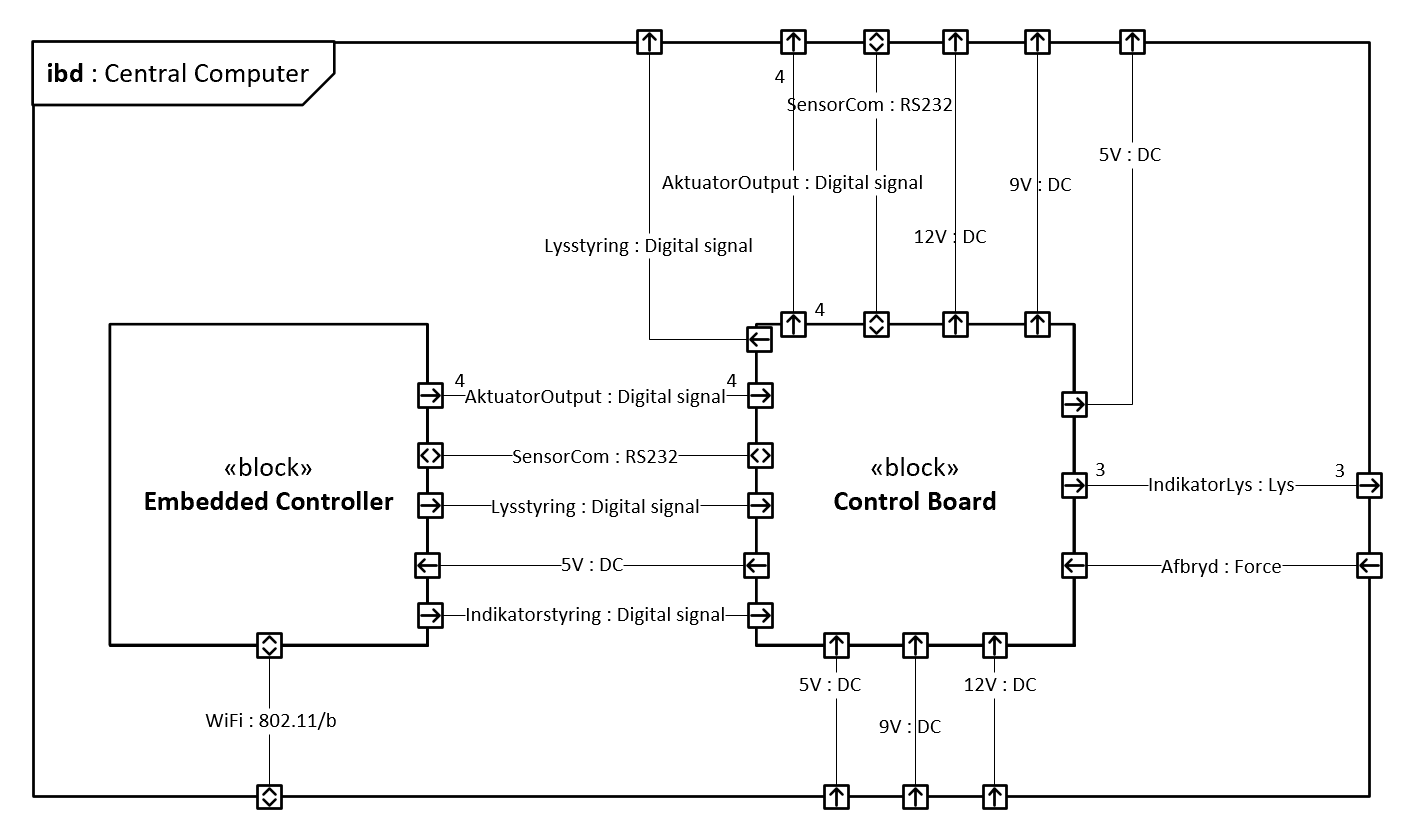 ibd : Central Computer
4
SensorCom : RS232
5V : DC
AktuatorOutput : Digital signal
9V : DC
12V : DC
Lysstyring : Digital signal
4
4
AktuatorOutput : Digital signal
4
SensorCom : RS232
Lysstyring : Digital signal
5V : DC
Indikatorstyring : Digital signal
«block»
Embedded Controller
«block»
Control Board
3
IndikatorLys : Lys
3
Afbryd : Force
5V : DC
12V : DC
9V : DC
WiFi : 802.11/b